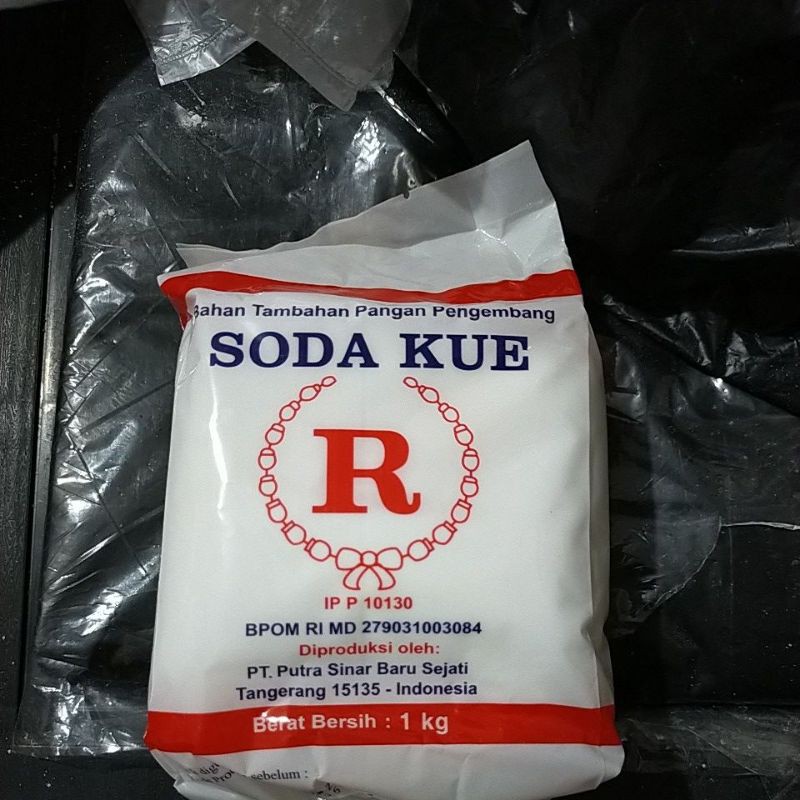 Bahan Tambahan Pangan Pengembang
SODA KUE
R
IP P 10130
BPOM RI MD 279031003084
Diproduksi oleh:
PT. Putra Sinar Baru Sejati
Tangerang 15135 - Indonesia
Berat Bersih : 1 kg
sebelum :